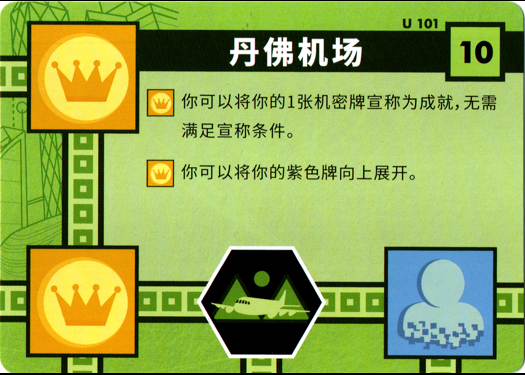 U 101
丹佛机场
10
你可以将你的1张机密牌宣称为成就，无需
满足宣称条件。
你可以将你的紫色牌向上展开。